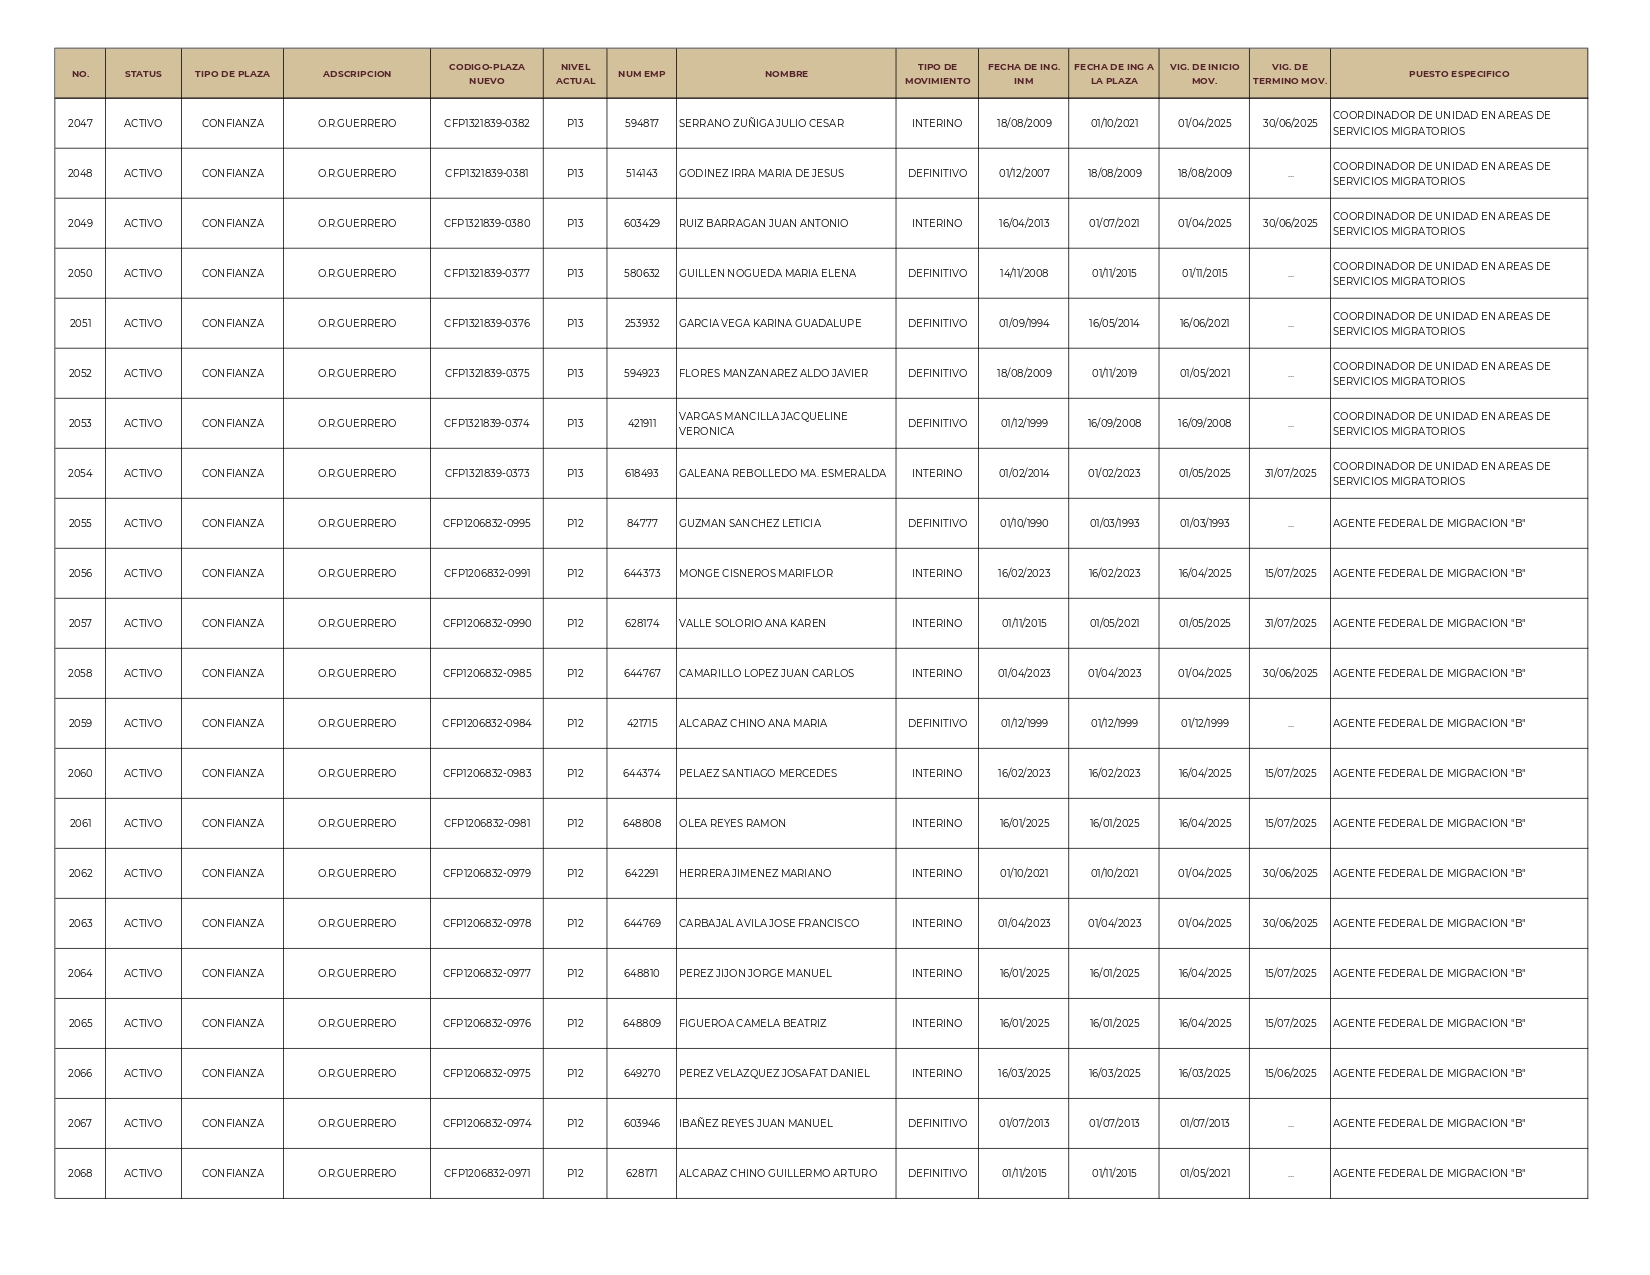 NO. STATUS TIPO DE PLAZA ADSCRIPCION CODIGO-PLAZA NUEVO NIVEL ACTUAL NUM EMP NOMBRE TIPO DE MOVIMIENTO FECHA DE ING. INM FECHA DE ING A LA PLAZA VIG. DE INICIO MOV. VIG. DE TERMINO MOV. PUESTO ESPECIFICO
2047 ACTIVO CONFIANZA O.R.GUERRERO CFP1321839-0382 P13 594817 SERRANO ZUÑIGA JULIO CESAR INTERINO 18/08/2009 01/10/2021 01/04/2025 30/06/2025 COORDINADOR DE UNIDAD EN AREAS DE SERVICIOS MIGRATORIOS
2048 ACTIVO CONFIANZA O.R.GUERRERO CFP1321839-0381 P13 514143 GODINEZ IRRA MARIA DE JESUS DEFINITIVO 01/12/2007 18/08/2009 18/08/2009 ... COORDINADOR DE UNIDAD EN AREAS DE SERVICIOS MIGRATORIOS
2049 ACTIVO CONFIANZA O.R.GUERRERO CFP1321839-0380 P13 603429 RUIZ BARRAGAN JUAN ANTONIO INTERINO 16/04/2013 01/07/2021 01/04/2025 30/06/2025 COORDINADOR DE UNIDAD EN AREAS DE SERVICIOS MIGRATORIOS
2050 ACTIVO CONFIANZA O.R.GUERRERO CFP1321839-0377 P13 580632 GUILLEN NOGUEDA MARIA ELENA DEFINITIVO 14/11/2008 01/11/2015 01/11/2015 ... COORDINADOR DE UNIDAD EN AREAS DE SERVICIOS MIGRATORIOS
2051 ACTIVO CONFIANZA O.R.GUERRERO CFP1321839-0376 P13 253932 GARCIA VEGA KARINA GUADALUPE DEFINITIVO 01/09/1994 16/05/2014 16/06/2021 ... COORDINADOR DE UNIDAD EN AREAS DE SERVICIOS MIGRATORIOS
2052 ACTIVO CONFIANZA O.R.GUERRERO CFP1321839-0375 P13 594923 FLORES MANZANAREZ ALDO JAVIER DEFINITIVO 18/08/2009 01/11/2019 01/05/2021 ... COORDINADOR DE UNIDAD EN AREAS DE SERVICIOS MIGRATORIOS
2053 ACTIVO CONFIANZA O.R.GUERRERO CFP1321839-0374 P13 421911 VARGAS MANCILLA JACQUELINE VERONICA DEFINITIVO 01/12/1999 16/09/2008 16/09/2008 ... COORDINADOR DE UNIDAD EN AREAS DE SERVICIOS MIGRATORIOS
2054 ACTIVO CONFIANZA O.R.GUERRERO CFP1321839-0373 P13 618493 GALEANA REBOLLEDO MA. ESMERALDA INTERINO 01/02/2014 01/02/2023 01/05/2025 31/07/2025 COORDINADOR DE UNIDAD EN AREAS DE SERVICIOS MIGRATORIOS
2055 ACTIVO CONFIANZA O.R.GUERRERO CFP1206832-0995 P12 84777 GUZMAN SANCHEZ LETICIA DEFINITIVO 01/10/1990 01/03/1993 01/03/1993 ... AGENTE FEDERAL DE MIGRACION "B"
2056 ACTIVO CONFIANZA O.R.GUERRERO CFP1206832-0991 P12 644373 MONGE CISNEROS MARIFLOR INTERINO 16/02/2023 16/02/2023 16/04/2025 15/07/2025 AGENTE FEDERAL DE MIGRACION "B"
2057 ACTIVO CONFIANZA O.R.GUERRERO CFP1206832-0990 P12 628174 VALLE SOLORIO ANA KAREN INTERINO 01/11/2015 01/05/2021 01/05/2025 31/07/2025 AGENTE FEDERAL DE MIGRACION "B"
2058 ACTIVO CONFIANZA O.R.GUERRERO CFP1206832-0985 P12 644767 CAMARILLO LOPEZ JUAN CARLOS INTERINO 01/04/2023 01/04/2023 01/04/2025 30/06/2025 AGENTE FEDERAL DE MIGRACION "B"
2059 ACTIVO CONFIANZA O.R.GUERRERO CFP1206832-0984 P12 421715 ALCARAZ CHINO ANA MARIA DEFINITIVO 01/12/1999 01/12/1999 01/12/1999 ... AGENTE FEDERAL DE MIGRACION "B"
2060 ACTIVO CONFIANZA O.R.GUERRERO CFP1206832-0983 P12 644374 PELAEZ SANTIAGO MERCEDES INTERINO 16/02/2023 16/02/2023 16/04/2025 15/07/2025 AGENTE FEDERAL DE MIGRACION "B"
2061 ACTIVO CONFIANZA O.R.GUERRERO CFP1206832-0981 P12 648808 OLEA REYES RAMON INTERINO 16/01/2025 16/01/2025 16/04/2025 15/07/2025 AGENTE FEDERAL DE MIGRACION "B"
2062 ACTIVO CONFIANZA O.R.GUERRERO CFP1206832-0979 P12 642291 HERRERA JIMENEZ MARIANO INTERINO 01/10/2021 01/10/2021 01/04/2025 30/06/2025 AGENTE FEDERAL DE MIGRACION "B"
2063 ACTIVO CONFIANZA O.R.GUERRERO CFP1206832-0978 P12 644769 CARBAJAL AVILA JOSE FRANCISCO INTERINO 01/04/2023 01/04/2023 01/04/2025 30/06/2025 AGENTE FEDERAL DE MIGRACION "B"
2064 ACTIVO CONFIANZA O.R.GUERRERO CFP1206832-0977 P12 648810 PEREZ JIJON JORGE MANUEL INTERINO 16/01/2025 16/01/2025 16/04/2025 15/07/2025 AGENTE FEDERAL DE MIGRACION "B"
2065 ACTIVO CONFIANZA O.R.GUERRERO CFP1206832-0976 P12 648809 FIGUEROA CAMELA BEATRIZ INTERINO 16/01/2025 16/01/2025 16/04/2025 15/07/2025 AGENTE FEDERAL DE MIGRACION "B"
2066 ACTIVO CONFIANZA O.R.GUERRERO CFP1206832-0975 P12 649270 PEREZ VELAZQUEZ JOSAFAT DANIEL INTERINO 16/03/2025 16/03/2025 16/03/2025 15/06/2025 AGENTE FEDERAL DE MIGRACION "B"
2067 ACTIVO CONFIANZA O.R.GUERRERO CFP1206832-0974 P12 603946 IBAÑEZ REYES JUAN MANUEL DEFINITIVO 01/07/2013 01/07/2013 01/07/2013 ... AGENTE FEDERAL DE MIGRACION "B"
2068 ACTIVO CONFIANZA O.R.GUERRERO CFP1206832-0971 P12 628171 ALCARAZ CHINO GUILLERMO ARTURO DEFINITIVO 01/11/2015 01/11/2015 01/05/2021 ... AGENTE FEDERAL DE MIGRACION "B"